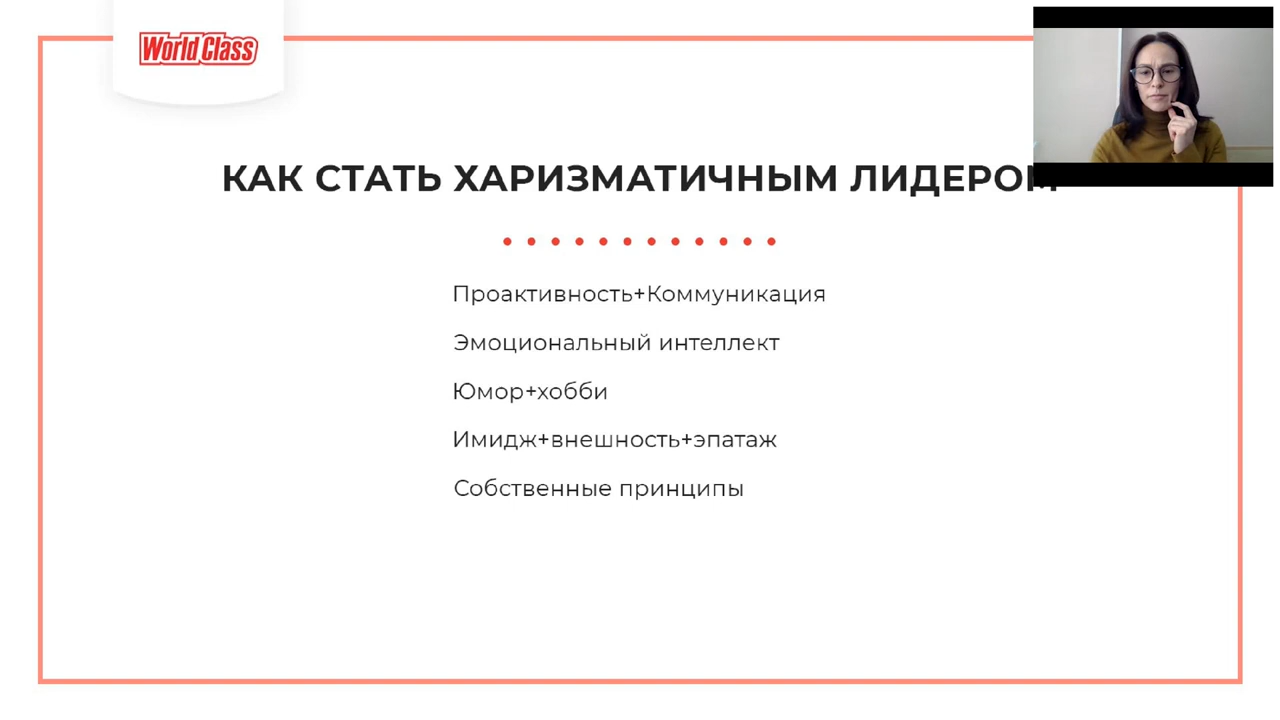 World Class
КАК СТАТЬ ХАРИЗМАТИЧНЫМ ЛИДЕРОМ
Проактивность+Коммуникация
Эмоциональный интеллект
Юмор+хобби
Имидж+внешность+эпатаж
Собственные принципы